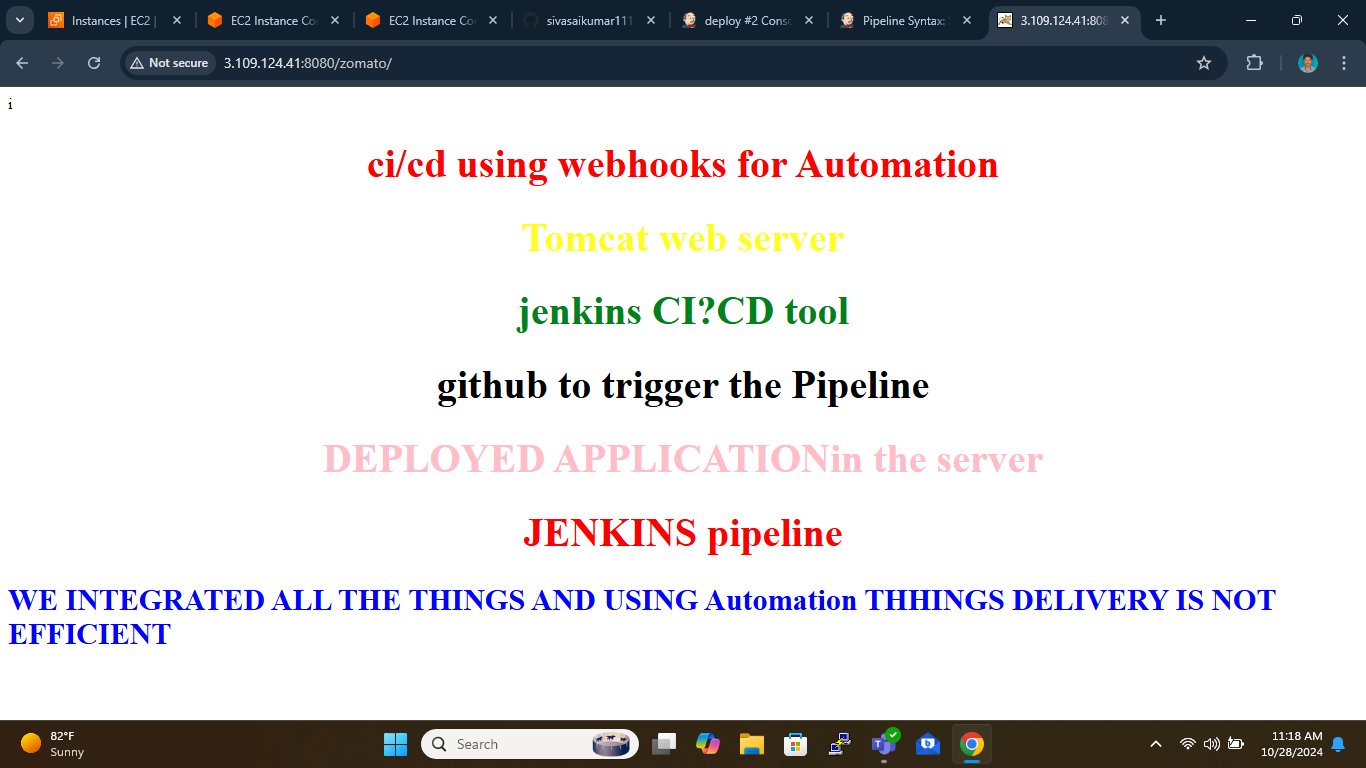 Instances | EC2 |
EC2 Instance Co
EC2 Instance Co
sivasaikumar111
deploy #2 Conso
Pipeline Syntax:
3.109.124.41:808
Not secure
3.109.124.41:8080/zomato/
i
ci/cd using webhooks for Automation
Tomcat web server
jenkins CI?CD tool
github to trigger the Pipeline
DEPLOYED APPLICATIONin the server
JENKINS pipeline
WE INTEGRATED ALL THE THINGS AND USING Automation THHINGS DELIVERY IS NOT
EFFICIENT
82°F
Sunny
Search
11:18 AM
10/28/2024